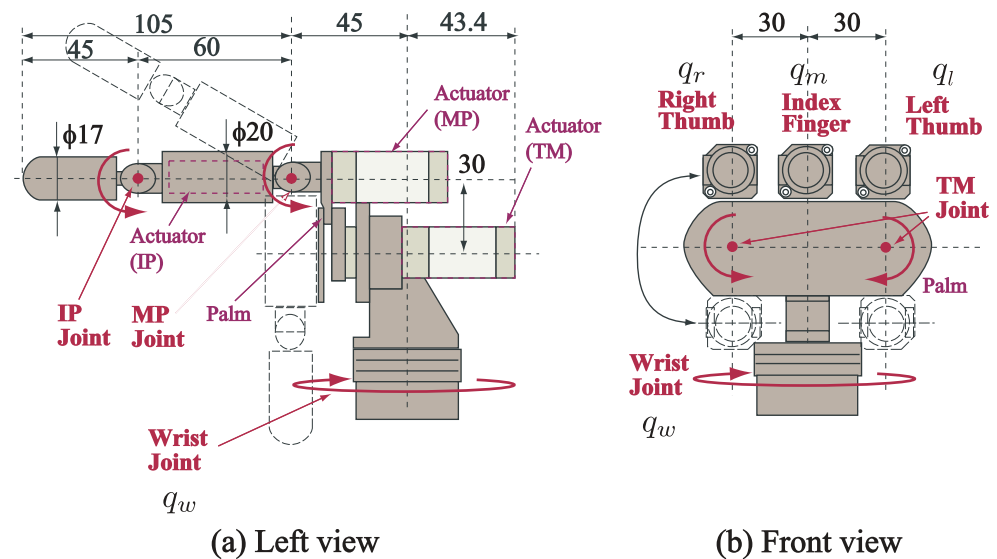 105
45
43.4
45
60
ϕ17
ϕ20
30
Actuator
(MP)
Actuator
(TM)
Actuator
(IP)
IP
Joint
MP
Joint
Palm
Wrist
Joint
q_w
(a) Left view
30
30
q_r
q_m
q_l
Right
Thumb
Index
Finger
Left
Thumb
TM
Joint
Palm
Wrist
Joint
q_w
(b) Front view